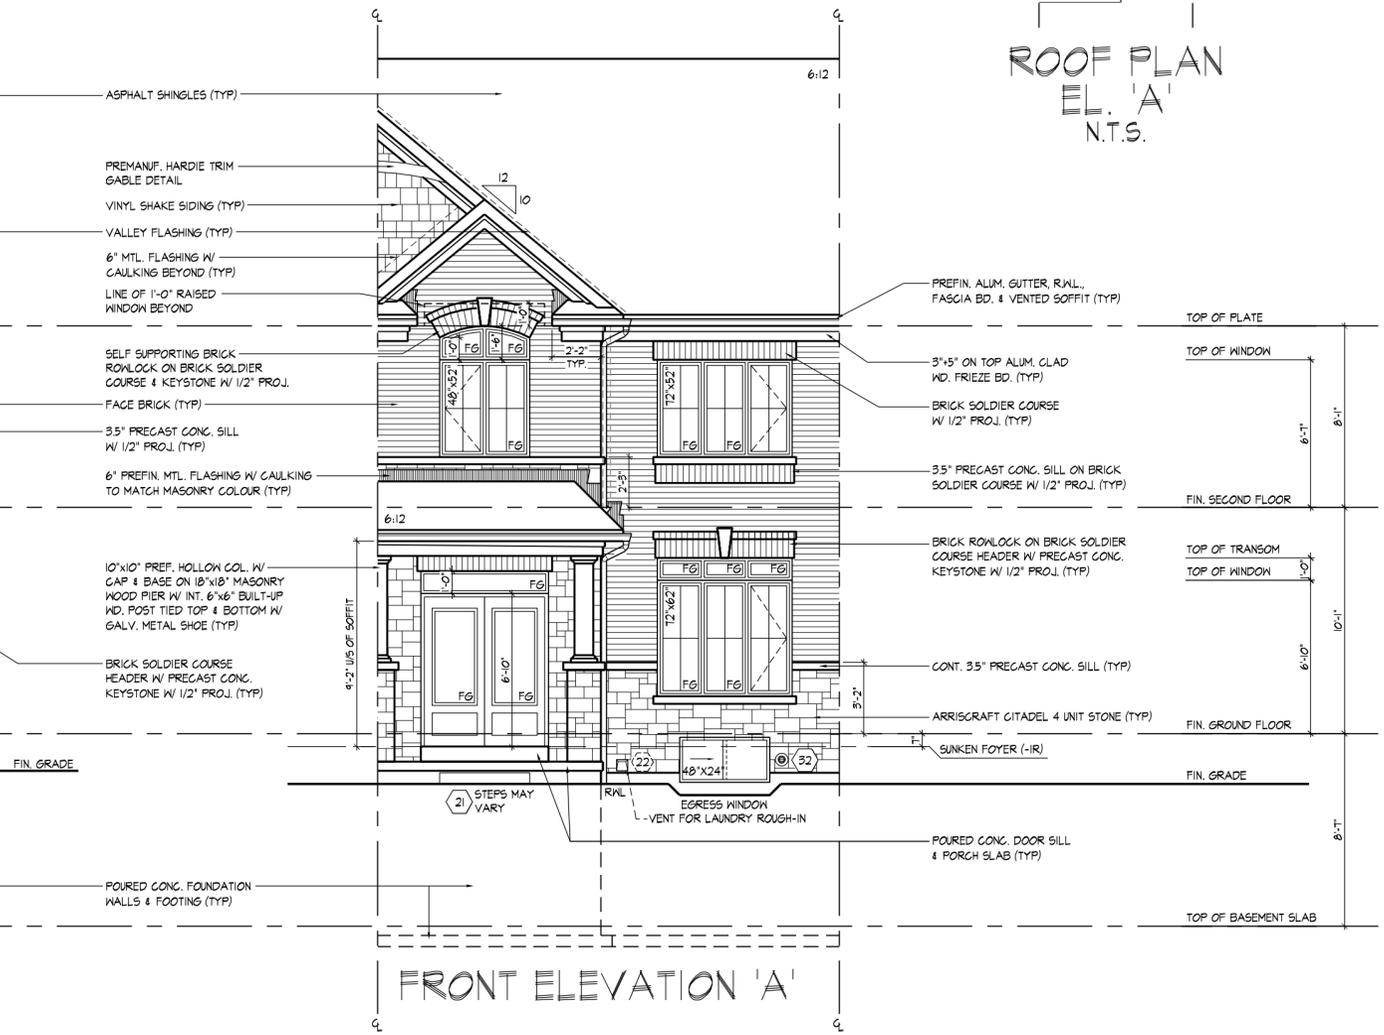 ℄
℄
ROOF PLAN
EL. 'A'
N.T.S.
6:12
ASPHALT SHINGLES (TYP)
PREMANUF. HARDIE TRIM
GABLE DETAIL
VINYL SHAKE SIDING (TYP)
VALLEY FLASHING (TYP)
6" MTL. FLASHING W/
CAULKING BEYOND (TYP)
LINE OF 1'-0" RAISED
WINDOW BEYOND
SELF SUPPORTING BRICK
ROWLOCK ON BRICK SOLDIER
COURSE & KEYSTONE W/ 1/2" PROJ.
FACE BRICK (TYP)
3.5" PRECAST CONC. SILL
W/ 1/2" PROJ. (TYP)
6" PREFIN. MTL. FLASHING W/ CAULKING
TO MATCH MASONRY COLOUR (TYP)
10"x10" PREF. HOLLOW COL. W/
CAP & BASE ON 18"x18" MASONRY
WOOD PIER W/ INT. 6"x6" BUILT-UP
WD. POST TIED TOP & BOTTOM W/
GALV. METAL SHOE (TYP)
BRICK SOLDIER COURSE
HEADER W/ PRECAST CONC.
KEYSTONE W/ 1/2" PROJ. (TYP)
FIN. GRADE
POURED CONC. FOUNDATION
WALLS & FOOTING (TYP)
12
10
1'-0"
1'-0"
1'-6"
FG
FG
2'-2"
TYP.
48"x52"
FG
72"x52"
FG
FG
2'-3"
6:12
9'-2" U/S OF SOFFIT
1'-0"
FG
6'-10"
FG
FG
FG
FG
FG
72"x62"
FG
FG
22
48"X24"
32
21
STEPS MAY
VARY
RWL
EGRESS WINDOW
VENT FOR LAUNDRY ROUGH-IN
PREFIN. ALUM. GUTTER, R.W.L.,
FASCIA BD. & VENTED SOFFIT (TYP)
3"+5" ON TOP ALUM. CLAD
WD. FRIEZE BD. (TYP)
BRICK SOLDIER COURSE
W/ 1/2" PROJ. (TYP)
3.5" PRECAST CONC. SILL ON BRICK
SOLDIER COURSE W/ 1/2" PROJ. (TYP)
BRICK ROWLOCK ON BRICK SOLDIER
COURSE HEADER W/ PRECAST CONC.
KEYSTONE W/ 1/2" PROJ. (TYP)
CONT. 3.5" PRECAST CONC. SILL (TYP)
3'-2"
ARRISCRAFT CITADEL 4 UNIT STONE (TYP)
7"
SUNKEN FOYER (-1R)
POURED CONC. DOOR SILL
& PORCH SLAB (TYP)
TOP OF PLATE
TOP OF WINDOW
6'-7"
8'-1"
FIN. SECOND FLOOR
TOP OF TRANSOM
TOP OF WINDOW
1'-0"
10'-1"
6'-10"
FIN. GROUND FLOOR
FIN. GRADE
8'-7"
TOP OF BASEMENT SLAB
FRONT ELEVATION 'A'
℄
℄